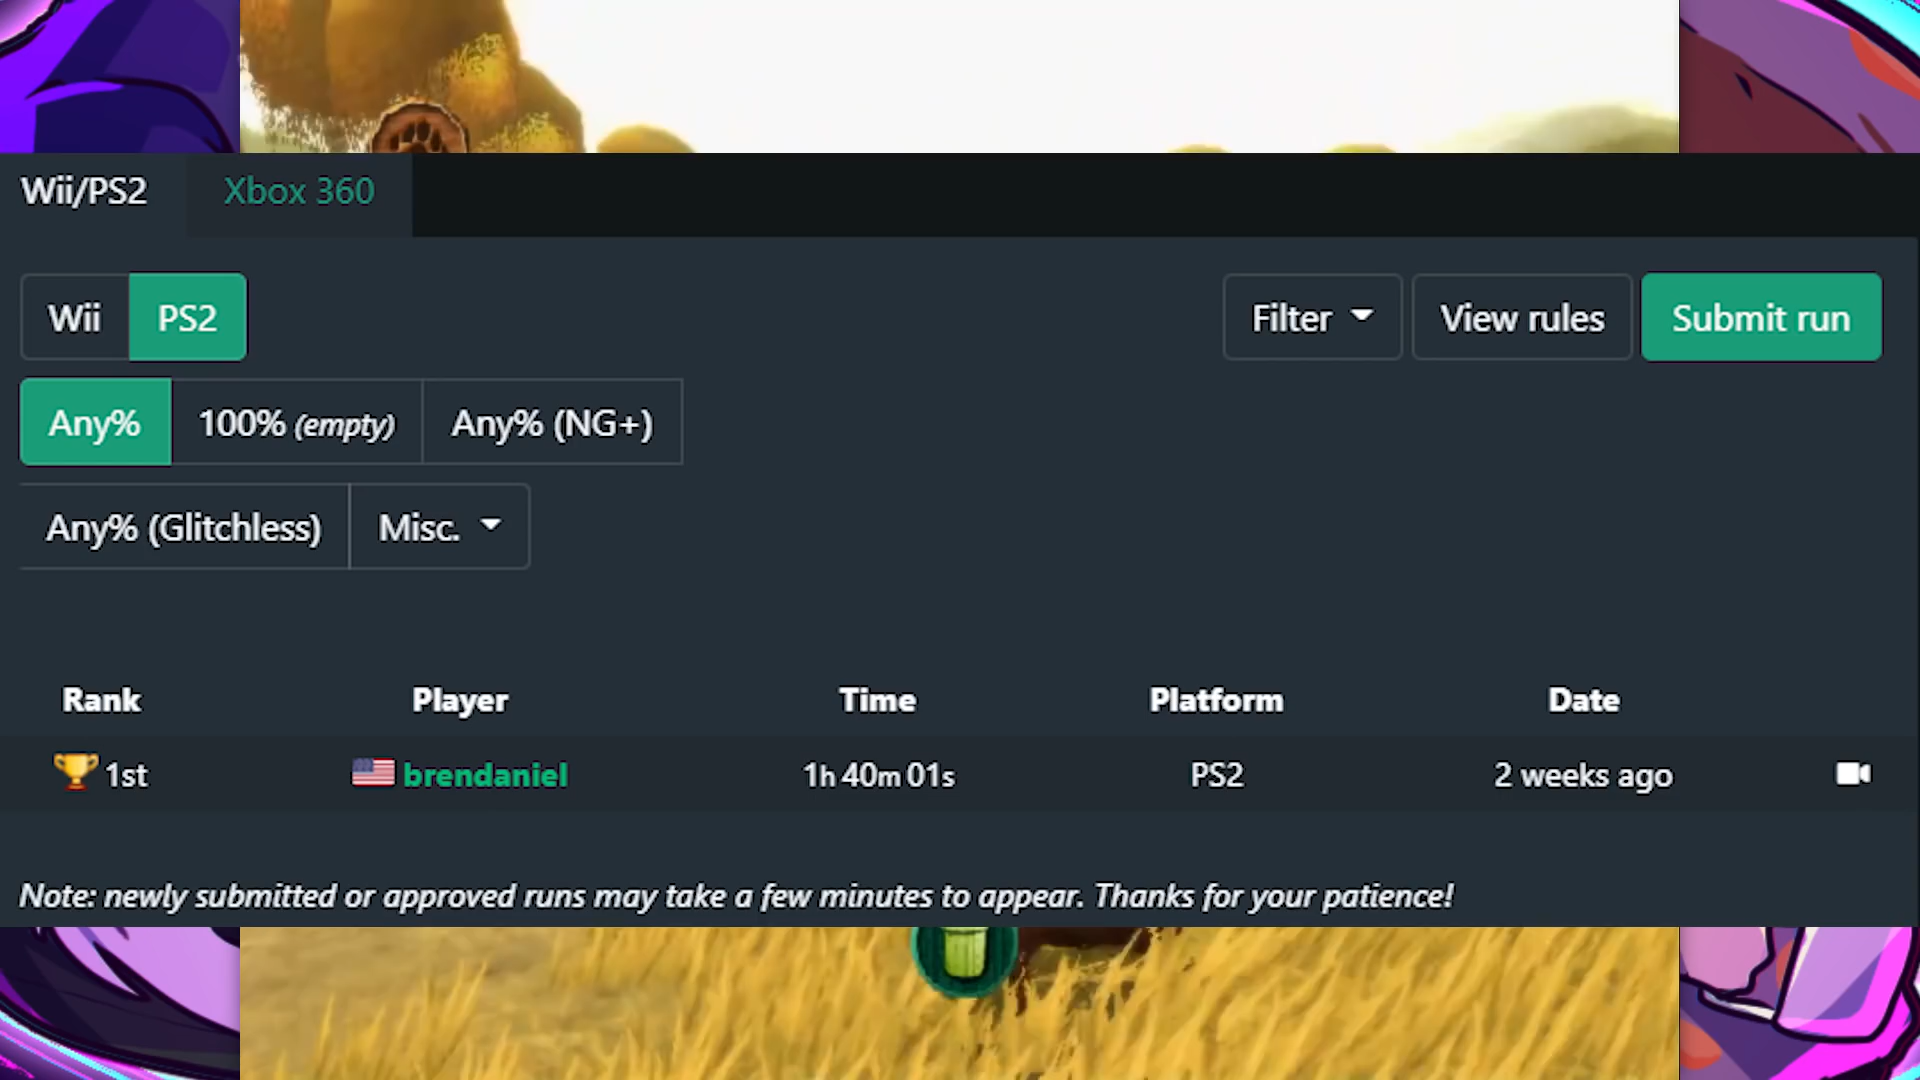 Wii/PS2 Xbox 360
Wii PS2 Filter View rules Submit run
Any% 100% (empty) Any% (NG+)
Any% (Glitchless) Misc.
Rank Player Time Platform Date
1st brendaniel 1h 40m 01s PS2 2 weeks ago
Note: newly submitted or approved runs may take a few minutes to appear. Thanks for your patience!